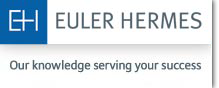 EH EULER HERMES
Our knowledge serving your success